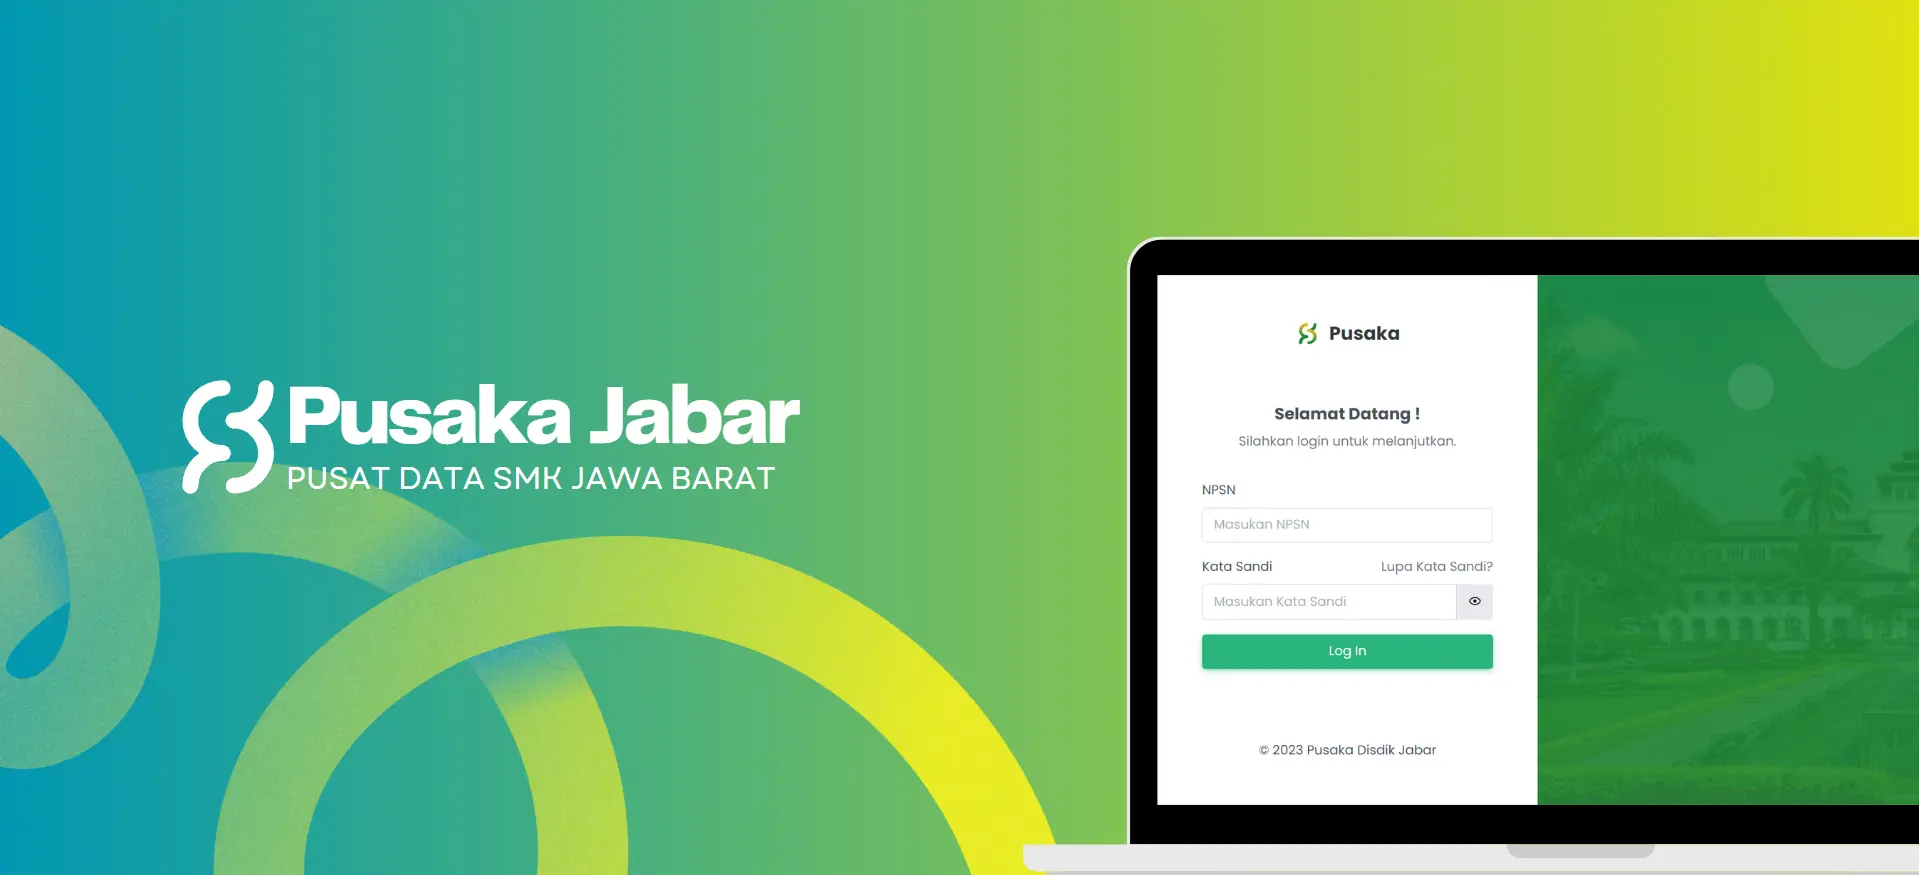 Pusaka Jabar
PUSAT DATA SMK JAWA BARAT
Pusaka
Selamat Datang !
Silahkan login untuk melanjutkan.
NPSN
Masukan NPSN
Kata Sandi
Lupa Kata Sandi?
Masukan Kata Sandi
Log In
© 2023 Pusaka Disdik Jabar